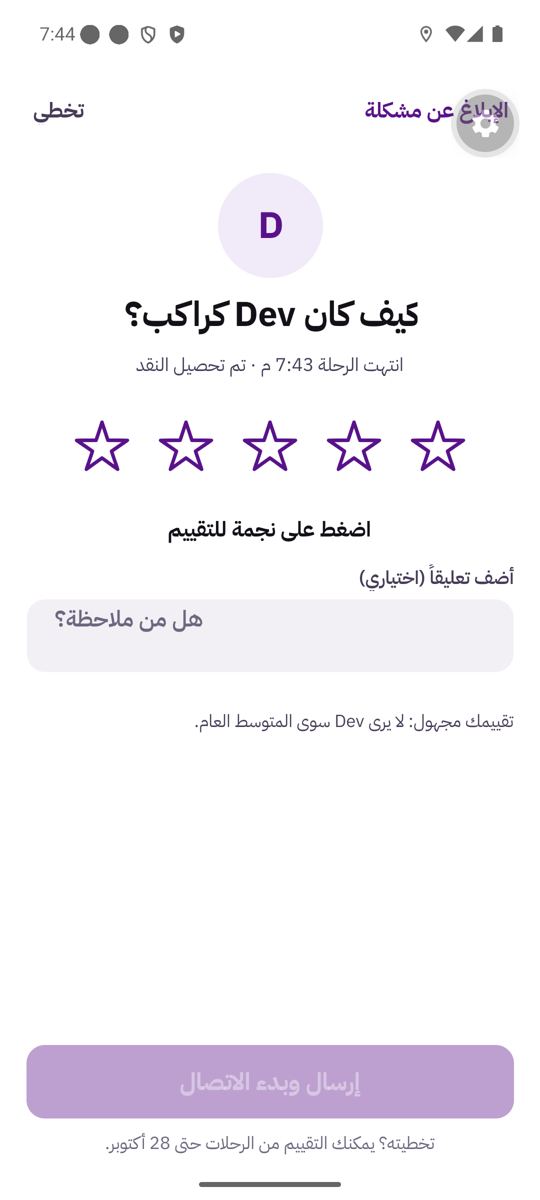 7:44
الإبلاغ عن مشكلة
تخطى
D
كيف كان Dev كراكب؟
انتهت الرحلة 7:43 م · تم تحصيل النقد
اضغط على نجمة للتقييم
أضف تعليقاً (اختياري)
هل من ملاحظة؟
تقييمك مجهول: لا يرى Dev سوى المتوسط العام.
إرسال وبدء الاتصال
تخطيته؟ يمكنك التقييم من الرحلات حتى 28 أكتوبر.